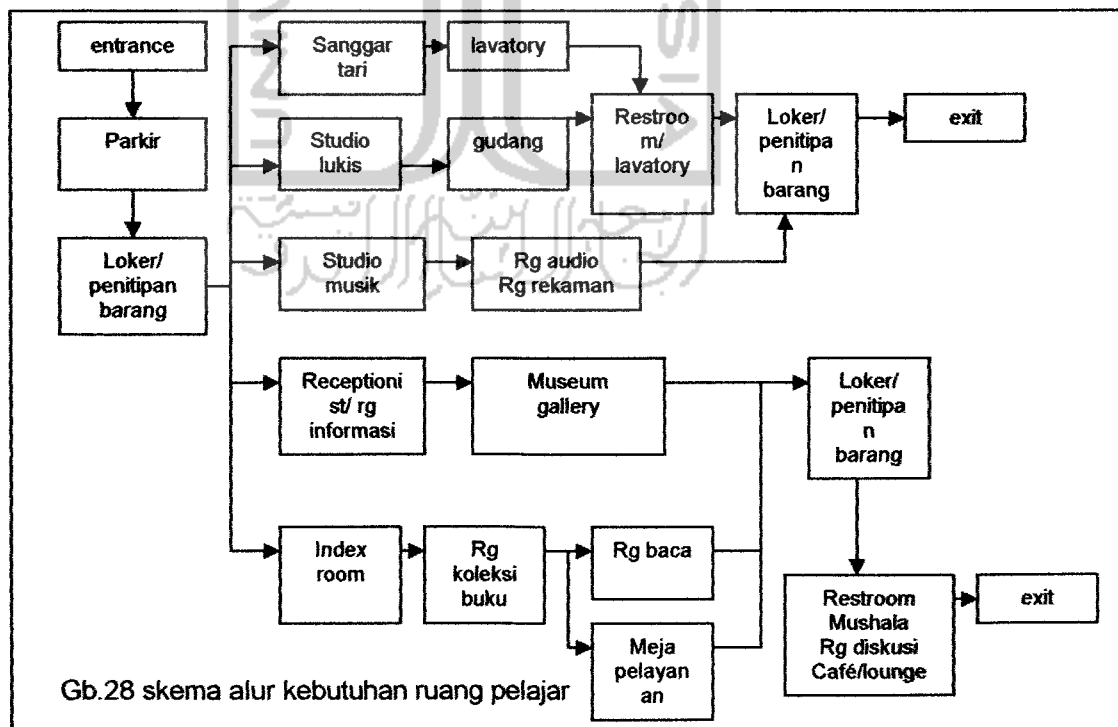 entrance
Parkir
Loker/
penitipan
barang
Sanggar
tari
lavatory
Studio
lukis
gudang
Restroo
m/
lavatory
Loker/
penitipa
n
barang
exit
Studio
musik
Rg audio
Rg rekaman
Receptioni
st/ rg
informasi
Museum
gallery
Loker/
penitipa
n
barang
Index
room
Rg
koleksi
buku
Rg baca
Meja
pelayan
an
Restroom
Mushala
Rg diskusi
Café/lounge
exit
Gb.28 skema alur kebutuhan ruang pelajar